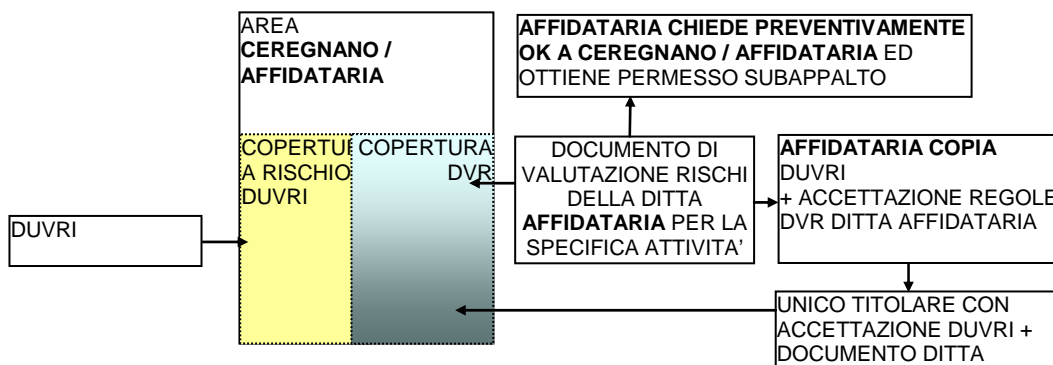 AREA
CEREGNANO /
AFFIDATARIA
AFFIDATARIA CHIEDE PREVENTIVAMENTE
OK A CEREGNANO / AFFIDATARIA ED
OTTIENE PERMESSO SUBAPPALTO
COPERTU
A RISCHIO
DUVRI
COPERTURA
DVR
DOCUMENTO DI
VALUTAZIONE RISCHI
DELLA DITTA
AFFIDATARIA PER LA
SPECIFICA ATTIVITA’
AFFIDATARIA COPIA
DUVRI
+ ACCETTAZIONE REGOLE
DVR DITTA AFFIDATARIA
DUVRI
UNICO TITOLARE CON
ACCETTAZIONE DUVRI +
DOCUMENTO DITTA